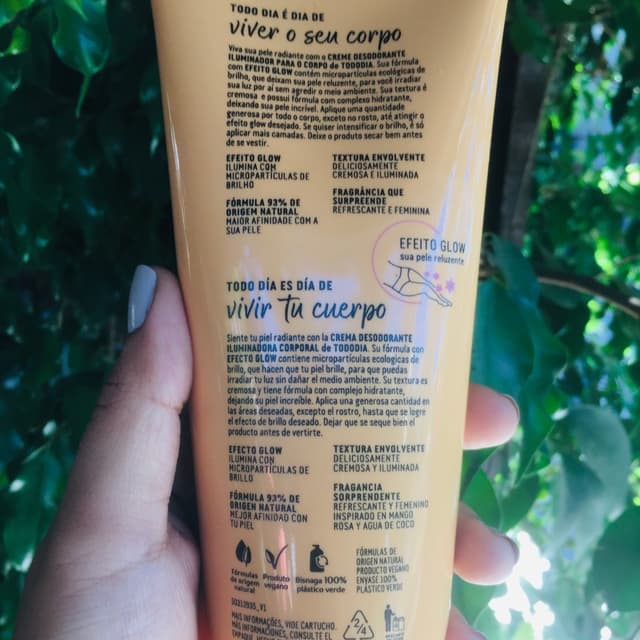 TODO DIA É DIA DE
viver o seu corpo
Viva sua pele radiante com o CREME DESODORANTE
ILUMINADOR PARA O CORPO de TODODIA. Sua fórmula
com EFEITO GLOW contém micropartículas ecológicas de
brilho, que deixam sua pele reluzente, para você irradiar
sua luz por aí sem agredir o meio ambiente. Sua textura é
cremosa e possui fórmula com complexo hidratante,
deixando sua pele incrível. Aplique uma quantidade
generosa por todo o corpo, exceto no rosto, até atingir o
efeito glow desejado. Se quiser intensificar o brilho, é só
aplicar mais camadas. Deixe o produto secar bem antes
de se vestir.
EFEITO GLOW
ILUMINA COM
MICROPARTÍCULAS DE
BRILHO
TEXTURA ENVOLVENTE
DELICIOSAMENTE
CREMOSA E ILUMINADA
FÓRMULA 93% DE
ORIGEM NATURAL
MAIOR AFINIDADE COM A
SUA PELE
FRAGRÂNCIA QUE
SURPREENDE
REFRESCANTE E FEMININA
EFEITO GLOW
sua pele reluzente
TODO DÍA ES DÍA DE
vivir tu cuerpo
Siente tu piel radiante con la CREMA DESODORANTE
ILUMINADORA CORPORAL de TODODIA. Su fórmula con
EFECTO GLOW contiene micropartículas ecologicas de
brillo, que hacen que tu piel brille, para que puedas
irradiar tu luz sin dañar el medio ambiente. Su textura es
cremosa y tiene fórmula con complejo hidratante,
dejando su piel increíble. Aplica una generosa cantidad en
las áreas deseadas, excepto el rostro, hasta que se logre
el efecto de brillo deseado. Dejar que se seque bien el
producto antes de vertirte.
EFECTO GLOW
ILUMINA CON
MICROPARTÍCULAS DE
BRILLO
TEXTURA ENVOLVENTE
DELICIOSAMENTE
CREMOSA Y ILUMINADA
FÓRMULA 93% DE
ORIGEN NATURAL
MEJOR AFINIDAD CON
TU PIEL
FRAGANCIA
SORPRENDENTE
REFRESCANTE Y FEMENINO
INSPIRADO EN MANGO
ROSA Y AGUA DE COCO
Fórmulas
de origem
natural
Produto
vegano
Bisnaga 100%
plástico verde
FÓRMULAS DE
ORIGEN NATURAL
PRODUCTO VEGANO
ENVASE 100%
PLÁSTICO VERDE
50213935_V1
MAIS INFORMAÇÕES, VIDE CARTUCHO.
MÁS INFORMACIONES, CONSULTE EL
2/4